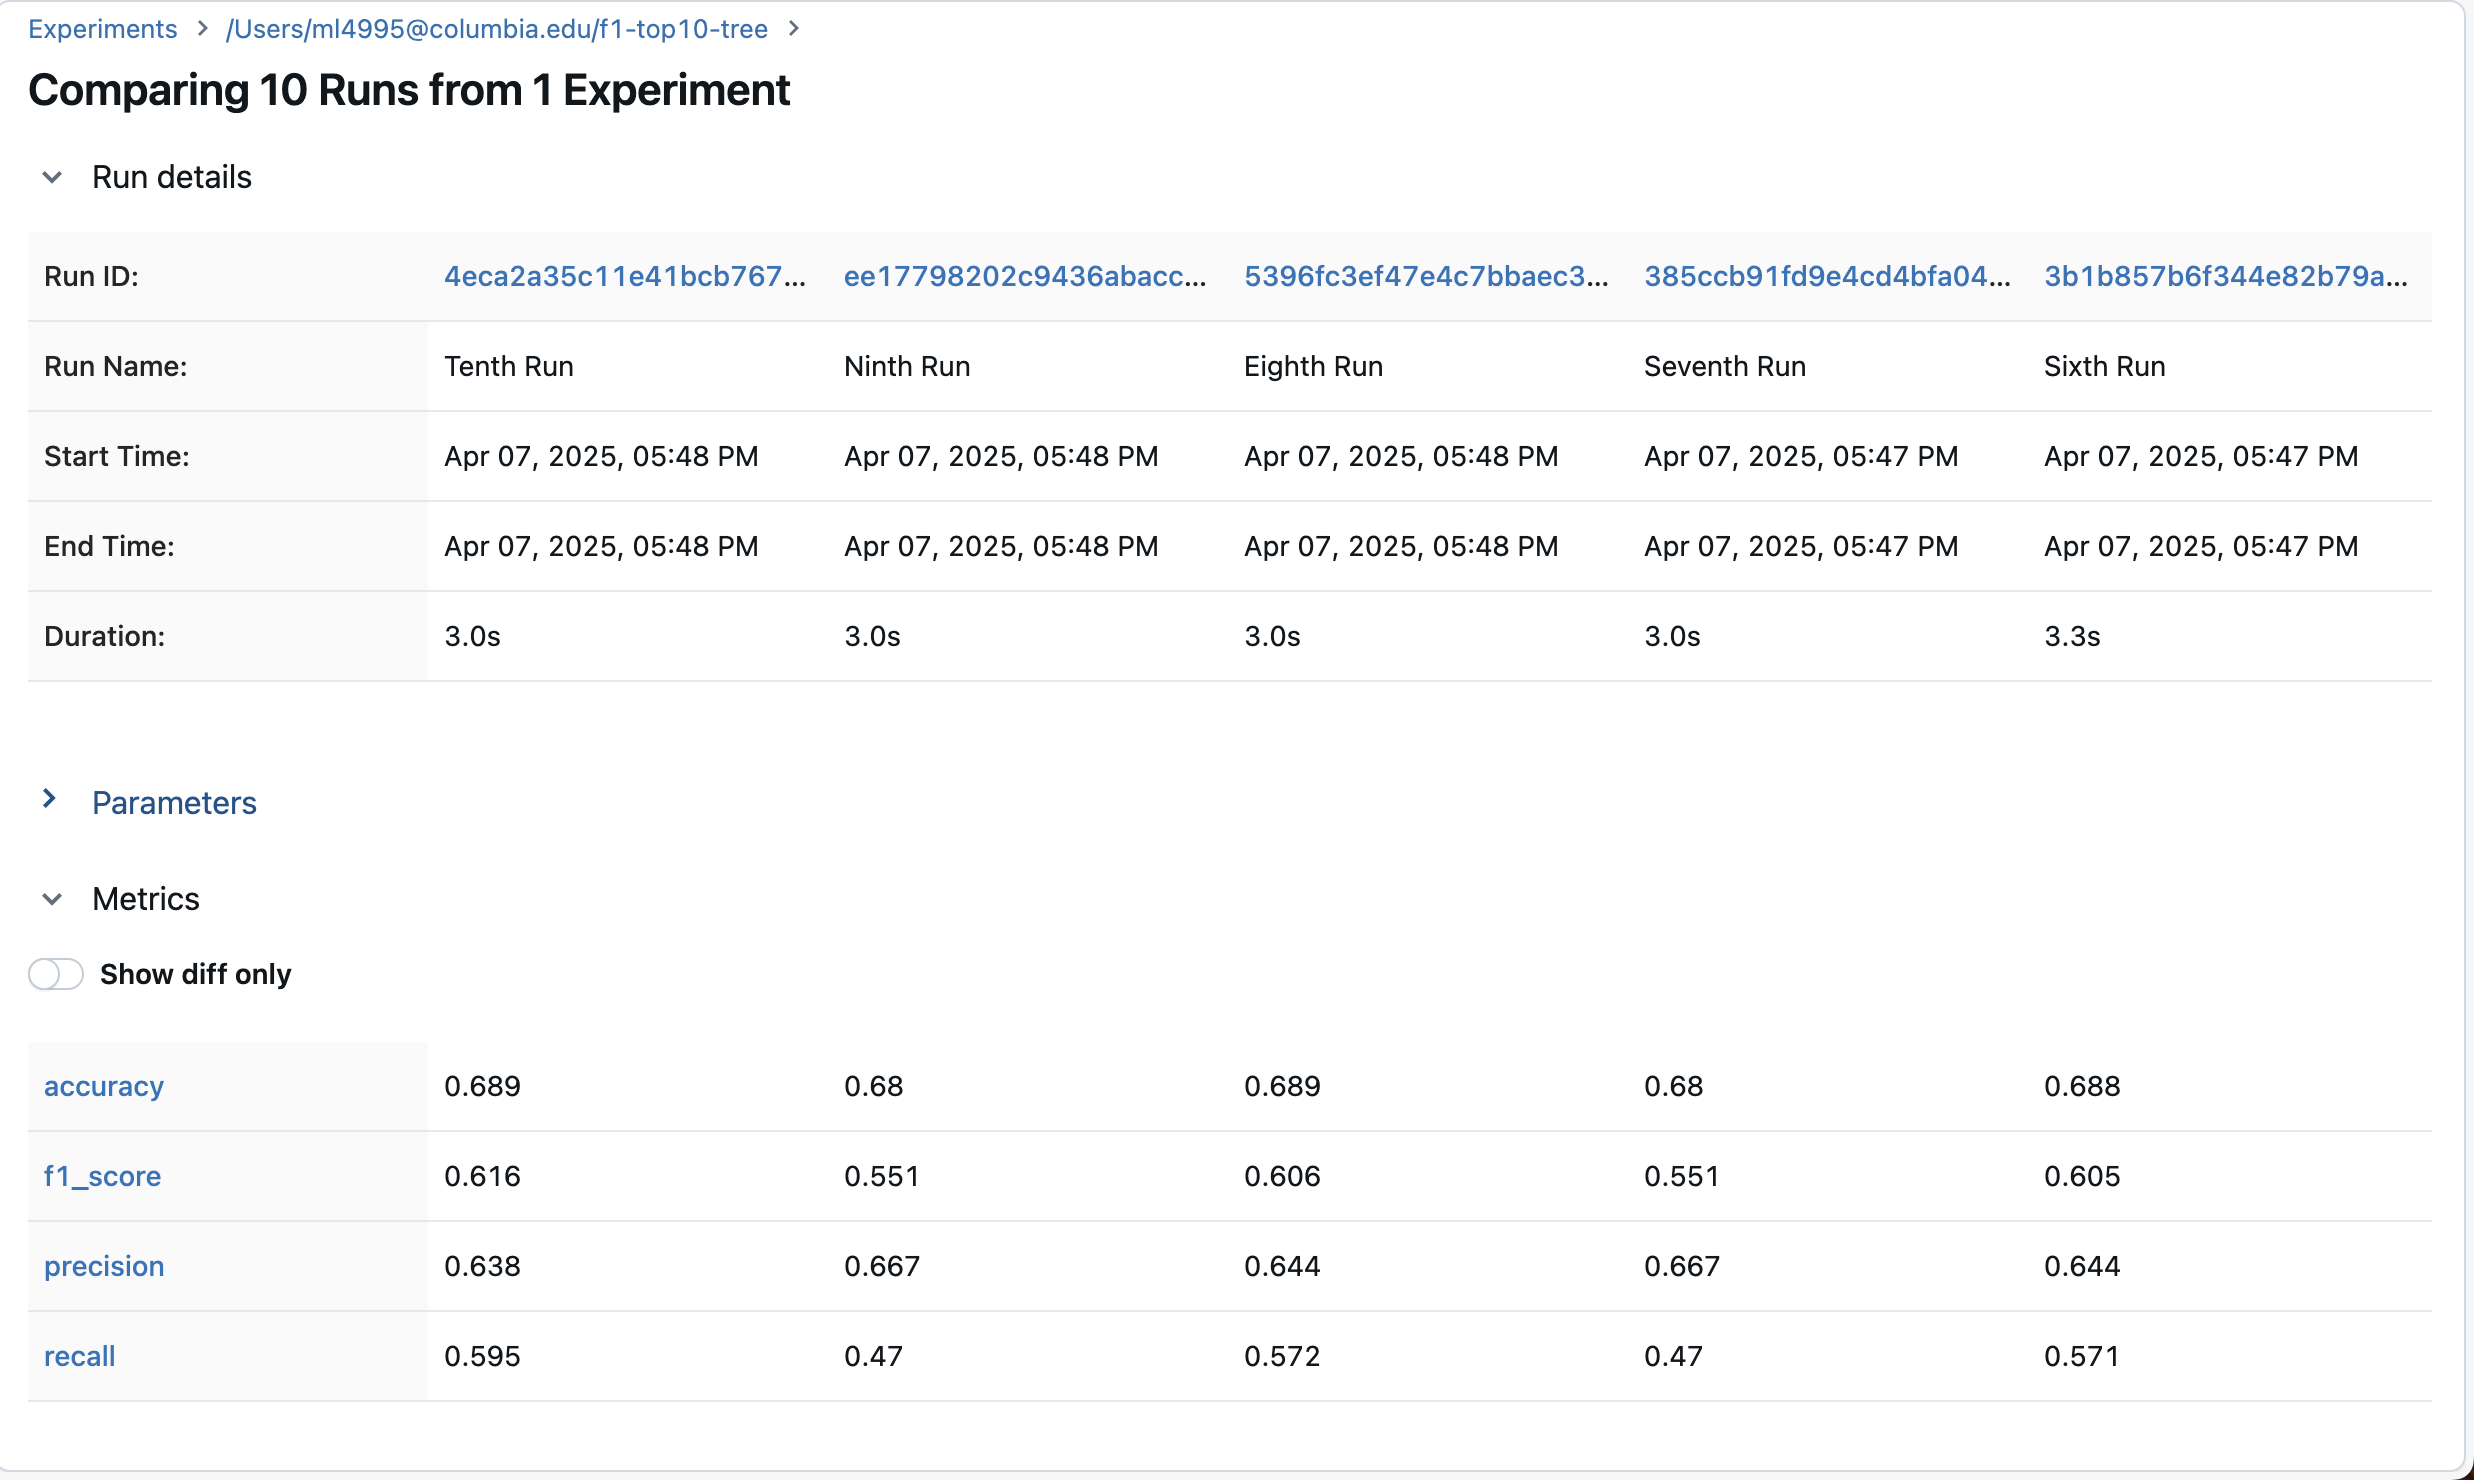 Experiments > /Users/ml4995@columbia.edu/f1-top10-tree >
Comparing 10 Runs from 1 Experiment
Run details
Run ID: 4eca2a35c11e41bcb767... ee17798202c9436abacc... 5396fc3ef47e4c7bbaec3... 385ccb91fd9e4cd4bfa04... 3b1b857b6f344e82b79a...
Run Name: Tenth Run Ninth Run Eighth Run Seventh Run Sixth Run
Start Time: Apr 07, 2025, 05:48 PM Apr 07, 2025, 05:48 PM Apr 07, 2025, 05:48 PM Apr 07, 2025, 05:47 PM Apr 07, 2025, 05:47 PM
End Time: Apr 07, 2025, 05:48 PM Apr 07, 2025, 05:48 PM Apr 07, 2025, 05:48 PM Apr 07, 2025, 05:47 PM Apr 07, 2025, 05:47 PM
Duration: 3.0s 3.0s 3.0s 3.0s 3.3s
Parameters
Metrics
Show diff only
accuracy 0.689 0.68 0.689 0.68 0.688
f1_score 0.616 0.551 0.606 0.551 0.605
precision 0.638 0.667 0.644 0.667 0.644
recall 0.595 0.47 0.572 0.47 0.571